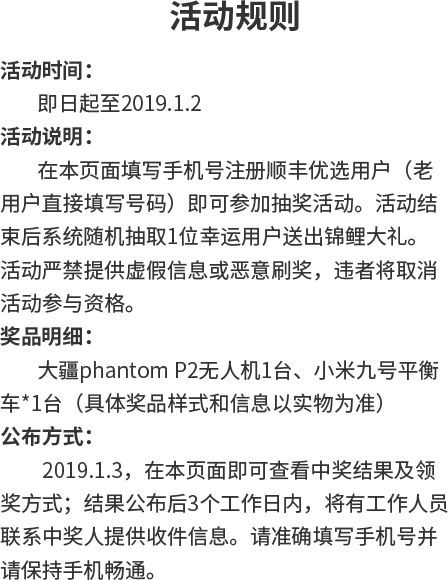 活动规则
活动时间：
即日起至2019.1.2
活动说明：
在本页面填写手机号注册顺丰优选用户（老
用户直接填写号码）即可参加抽奖活动。活动结
束后系统随机抽取1位幸运用户送出锦鲤大礼。
活动严禁提供虚假信息或恶意刷奖，违者将取消
活动参与资格。
奖品明细：
大疆phantom P2无人机1台、小米九号平衡
车*1台（具体奖品样式和信息以实物为准）
公布方式：
2019.1.3，在本页面即可查看中奖结果及领
奖方式；结果公布后3个工作日内，将有工作人员
联系中奖人提供收件信息。请准确填写手机号并
请保持手机畅通。